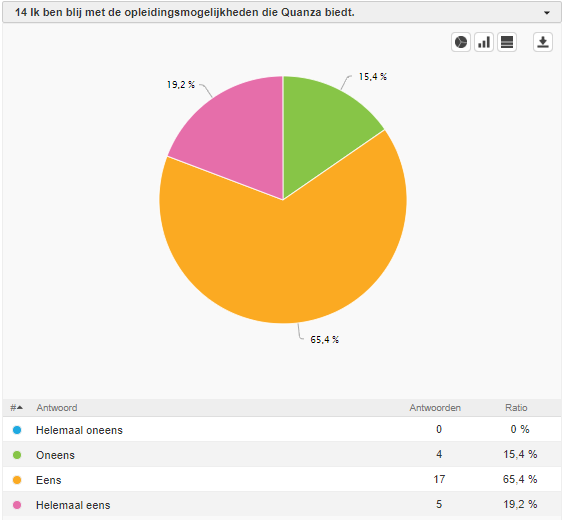 14 Ik ben blij met de opleidingsmogelijkheden die Quanza biedt.
19,2 %
15,4 %
65,4 %
# Antwoord Antwoorden Ratio
Helemaal oneens 0 0 %
Oneens 4 15,4 %
Eens 17 65,4 %
Helemaal eens 5 19,2 %